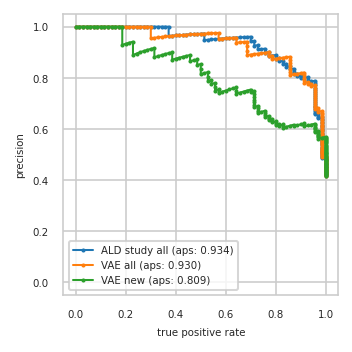 1.0
0.8
0.6
0.4
0.2
0.0
precision
ALD study all (aps: 0.934)
VAE all (aps: 0.930)
VAE new (aps: 0.809)
0.0 0.2 0.4 0.6 0.8 1.0
true positive rate